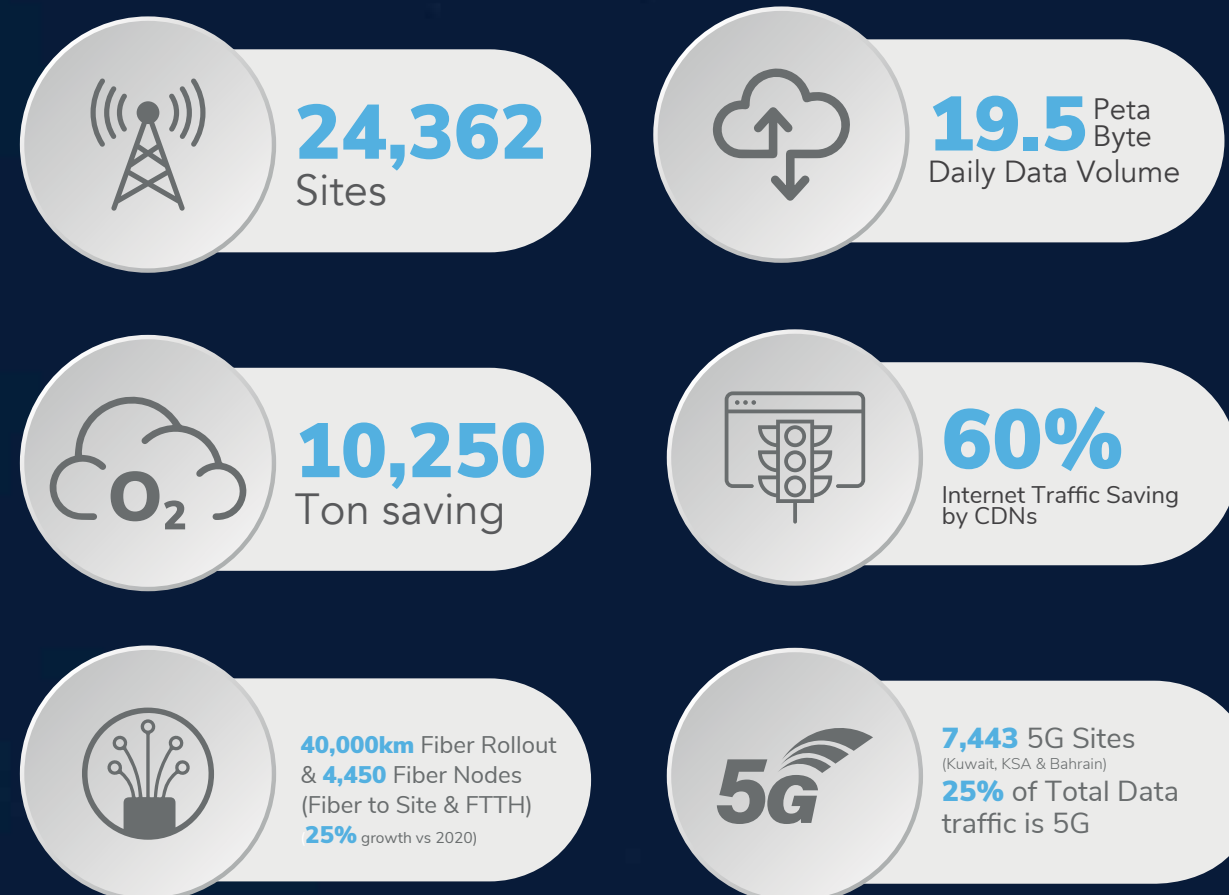 24,362
Sites
19.5 Peta
Byte
Daily Data Volume
O₂
10,250
Ton saving
60%
Internet Traffic Saving
by CDNs
40,000km Fiber Rollout
& 4,450 Fiber Nodes
(Fiber to Site & FTTH)
(25% growth vs 2020)
5G
7,443 5G Sites
(Kuwait, KSA & Bahrain)
25% of Total Data
traffic is 5G